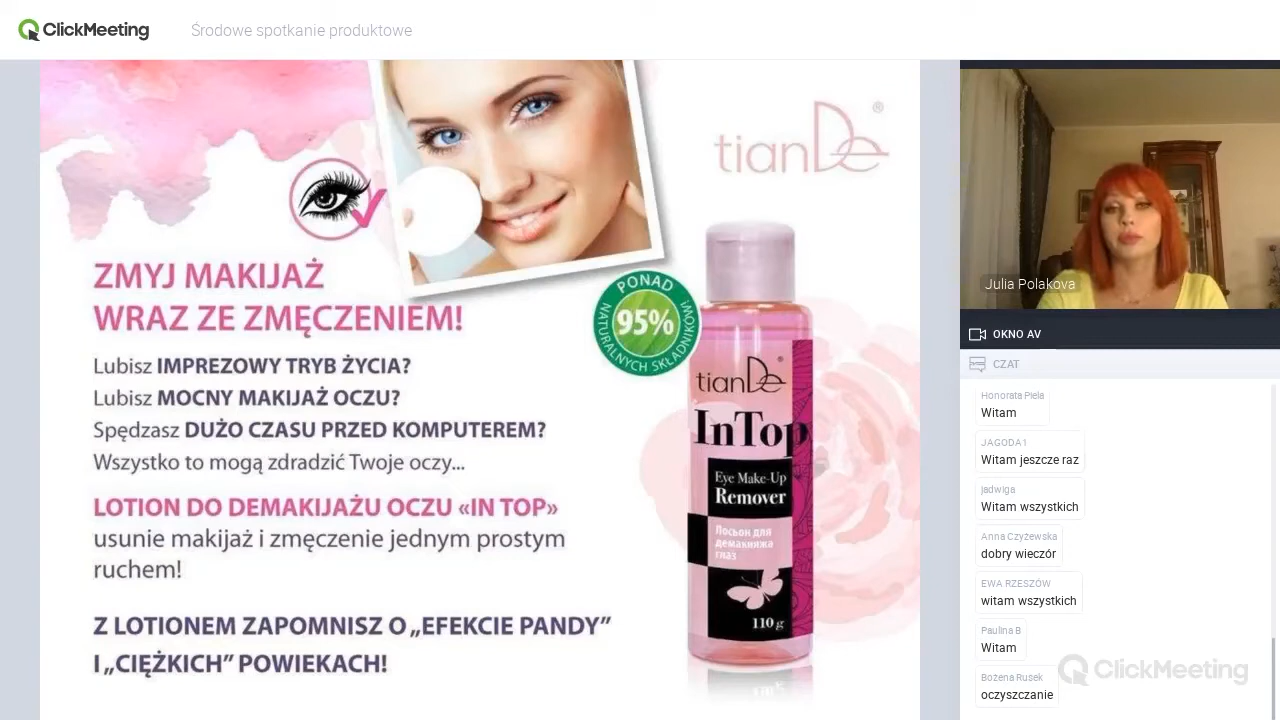 ClickMeeting
Środowe spotkanie produktowe
tianDe®
ZMYJ MAKIJAŻ
WRAZ ZE ZMĘCZENIEM!
PONAD
95%
NATURALNYCH SKŁADNIKÓW!
Lubisz IMPREZOWY TRYB ŻYCIA?
Lubisz MOCNY MAKIJAŻ OCZU?
Spędzasz DUŻO CZASU PRZED KOMPUTEREM?
Wszystko to mogą zdradzić Twoje oczy...
LOTION DO DEMAKIJAŻU OCZU «IN TOP»
usunie makijaż i zmęczenie jednym prostym
ruchem!
Z LOTIONEM ZAPOMNISZ O „EFEKCIE PANDY”
I „CIĘŻKICH” POWIEKACH!
tianDe®
InTop
Eye Make-Up
Remover
Лосьон для
демакияжа
глаз
110 g
Julia Polakova
OKNO AV
CZAT
Honorata Piela
Witam
JAGODA1
Witam jeszcze raz
jadwiga
Witam wszystkich
Anna Czyżewska
dobry wieczór
EWA RZESZÓW
witam wszystkich
Paulina B
Witam
Bożena Rusek
oczyszczanie
ClickMeeting